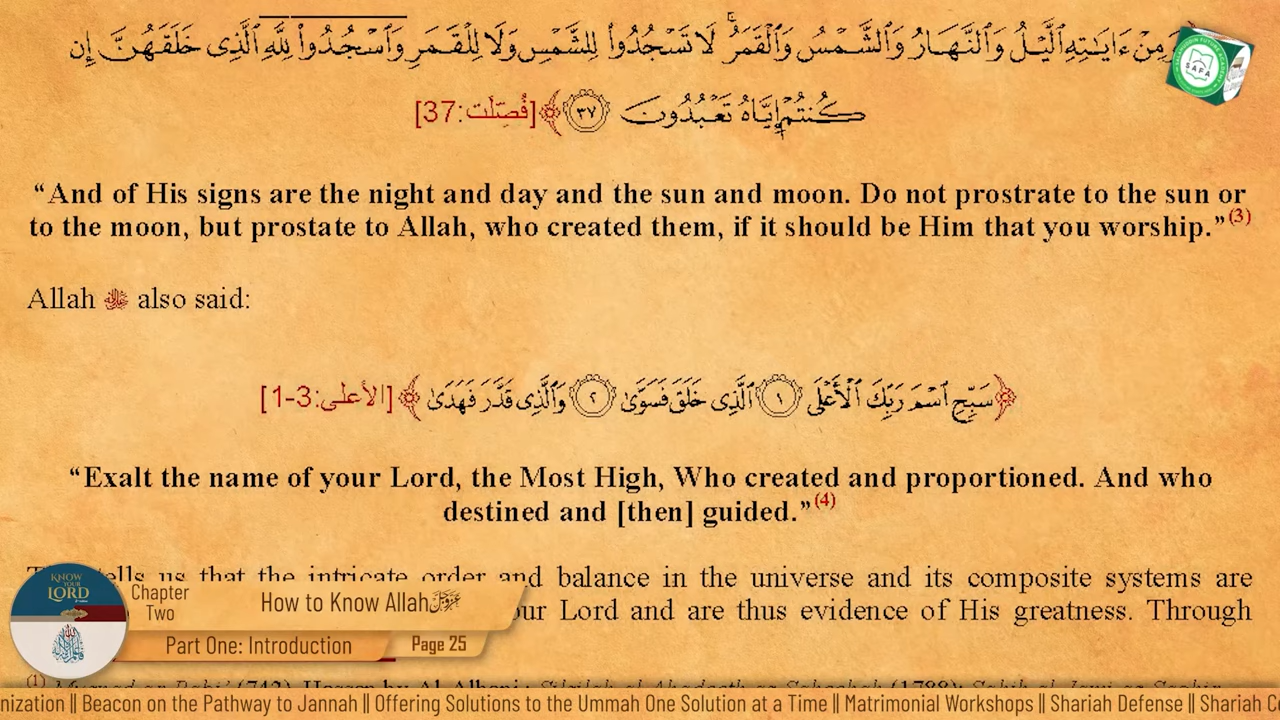 وَمِنْ ءَايَـٰتِهِ ٱلَّيْلُ وَٱلنَّهَارُ وَٱلشَّمْسُ وَٱلْقَمَرُ ۚ لَا تَسْجُدُوا۟ لِلشَّمْسِ وَلَا لِلْقَمَرِ وَٱسْجُدُوا۟ لِلَّهِ ٱلَّذِى خَلَقَهُنَّ إِن
كُنتُمْ إِيَّاهُ تَعْبُدُونَ ٣٧ ﴾ [فُصِّلَت:37]
“And of His signs are the night and day and the sun and moon. Do not prostrate to the sun or
to the moon, but prostate to Allah, who created them, if it should be Him that you worship.”(3)
Allah ﷻ also said:
﴿ سَبِّحِ ٱسْمَ رَبِّكَ ٱلْأَعْلَى ١ ٱلَّذِى خَلَقَ فَسَوَّىٰ ٢ وَٱلَّذِى قَدَّرَ فَهَدَىٰ ﴾ [الأعلى:3-1]
“Exalt the name of your Lord, the Most High, Who created and proportioned. And who
destined and [then] guided.”(4)
tells us that the intricate order and balance in the universe and its composite systems are
our Lord and are thus evidence of His greatness. Through
KNOW
YOUR
LORD
Chapter
Two
How to Know Allah عَزَّوَجَلَّ
Part One: Introduction
Page 25
SAFA
nization || Beacon on the Pathway to Jannah || Offering Solutions to the Ummah One Solution at a Time || Matrimonial Workshops || Shariah Defense || Shariah C